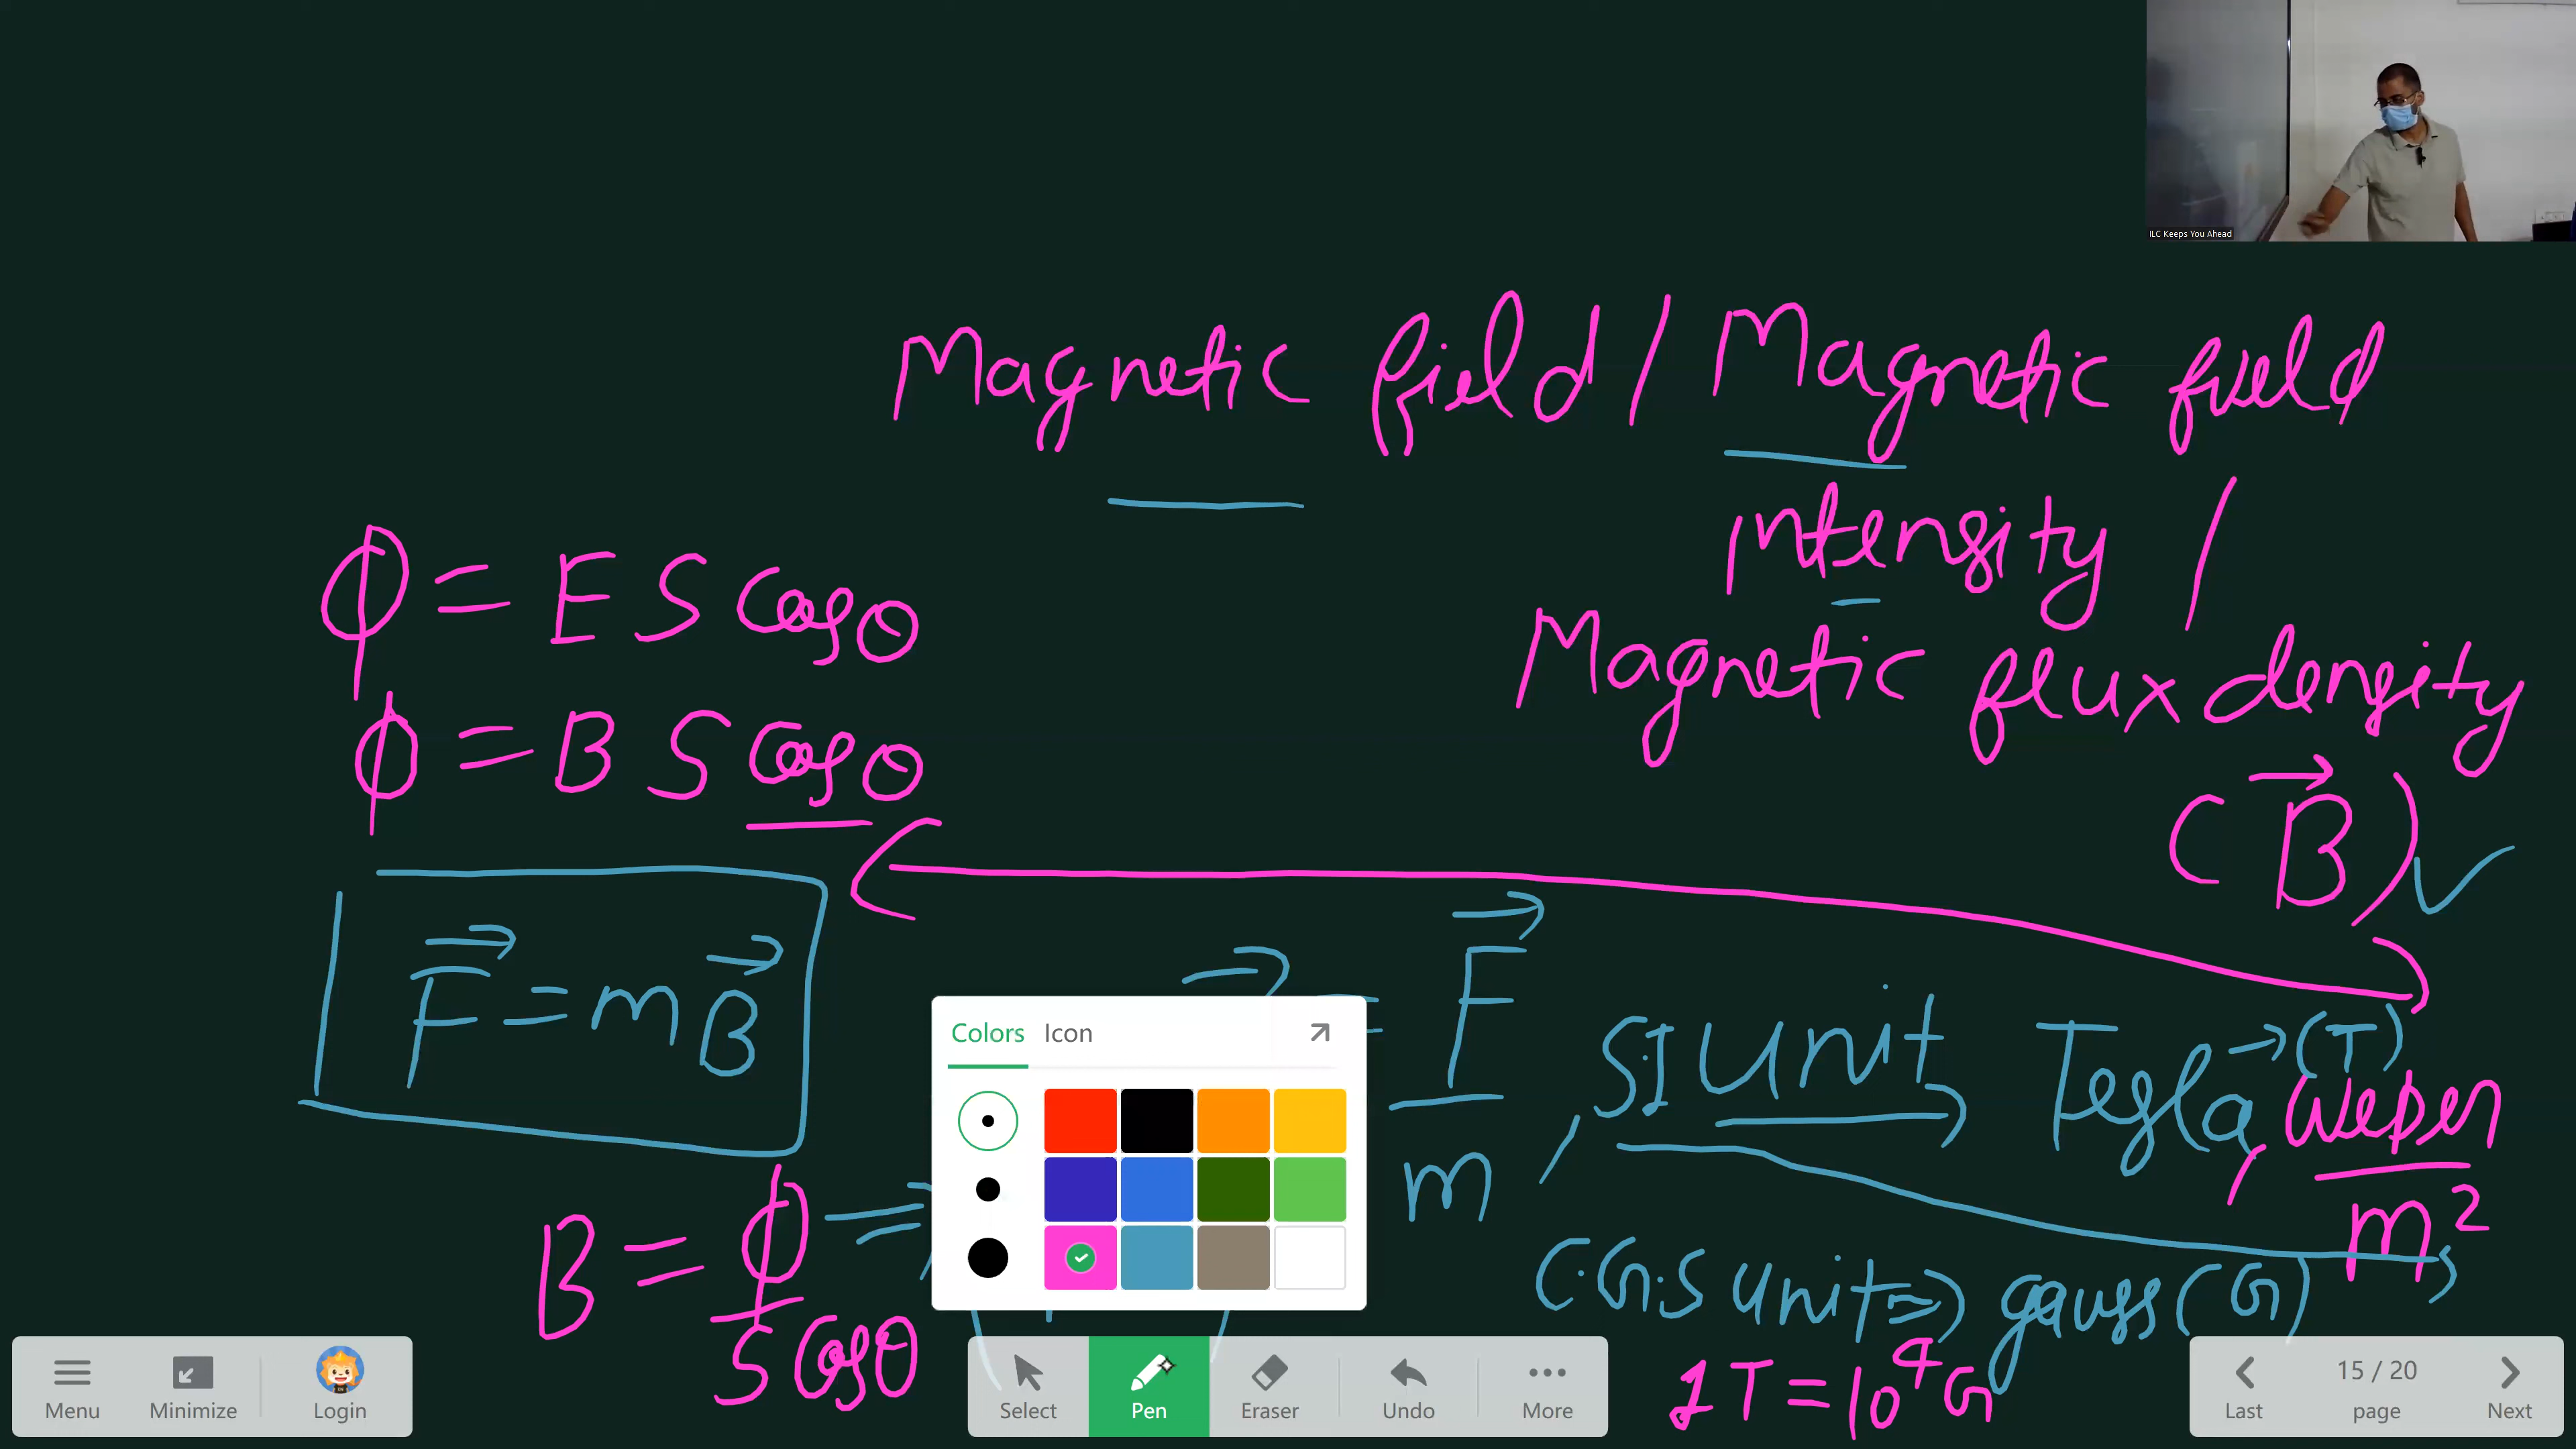 ILC Keeps You Ahead
Magnetic field / Magnetic field
intensity /
Magnetic flux density
(B⃗) ✓
ϕ = E S Cosθ
ϕ = B S Cosθ
F⃗ = mB⃗
= F⃗ / m , S.I Unit Tesla → (T)
, Weber / m²
C.G.S Unit ⇒ gauss (G)
1 T = 10⁴ G
B = ϕ / S Cosθ ⇒
Colors Icon
Menu Minimize Login
Select Pen Eraser Undo More
Last 15 / 20 page Next